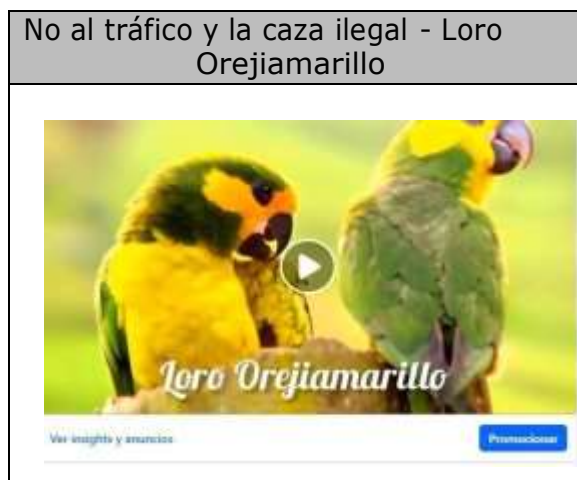 No al tráfico y la caza ilegal - Loro
Orejiamarillo
Loro Orejiamarillo
Ver insights y anuncios
Promocionar